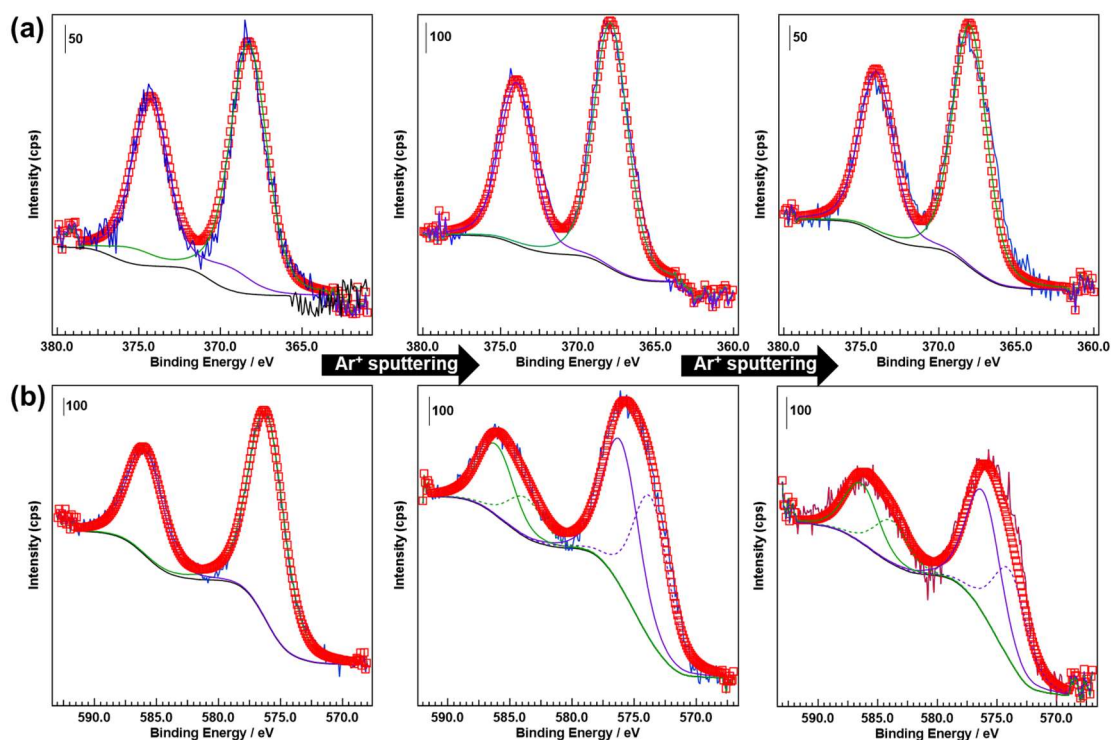 (a)
50
100
50
Intensity (cps)
Intensity (cps)
Intensity (cps)
380.0 375.0 370.0 365.0
380.0 375.0 370.0 365.0 360.0
380.0 375.0 370.0 365.0 360.0
Binding Energy / eV
Binding Energy / eV
Binding Energy / eV
Ar⁺ sputtering
Ar⁺ sputtering
(b)
100
100
100
Intensity (cps)
Intensity (cps)
Intensity (cps)
590.0 585.0 580.0 575.0 570.0
590.0 585.0 580.0 575.0 570.0
590.0 585.0 580.0 575.0 570.0
Binding Energy / eV
Binding Energy / eV
Binding Energy / eV